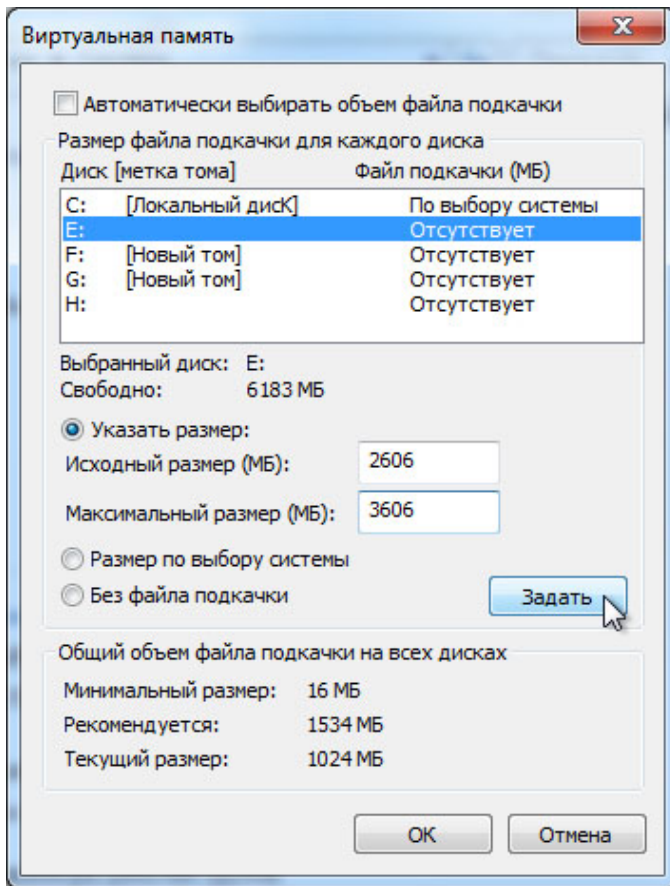 Виртуальная память
Автоматически выбирать объем файла подкачки
Размер файла подкачки для каждого диска
Диск [метка тома] Файл подкачки (МБ)
C: [Локальный дисК] По выбору системы
E: Отсутствует
F: [Новый том] Отсутствует
G: [Новый том] Отсутствует
H: Отсутствует
Выбранный диск: E:
Свободно: 6183 МБ
Указать размер:
Исходный размер (МБ): 2606
Максимальный размер (МБ): 3606
Размер по выбору системы
Без файла подкачки Задать
Общий объем файла подкачки на всех дисках
Минимальный размер: 16 МБ
Рекомендуется: 1534 МБ
Текущий размер: 1024 МБ
ОК Отмена